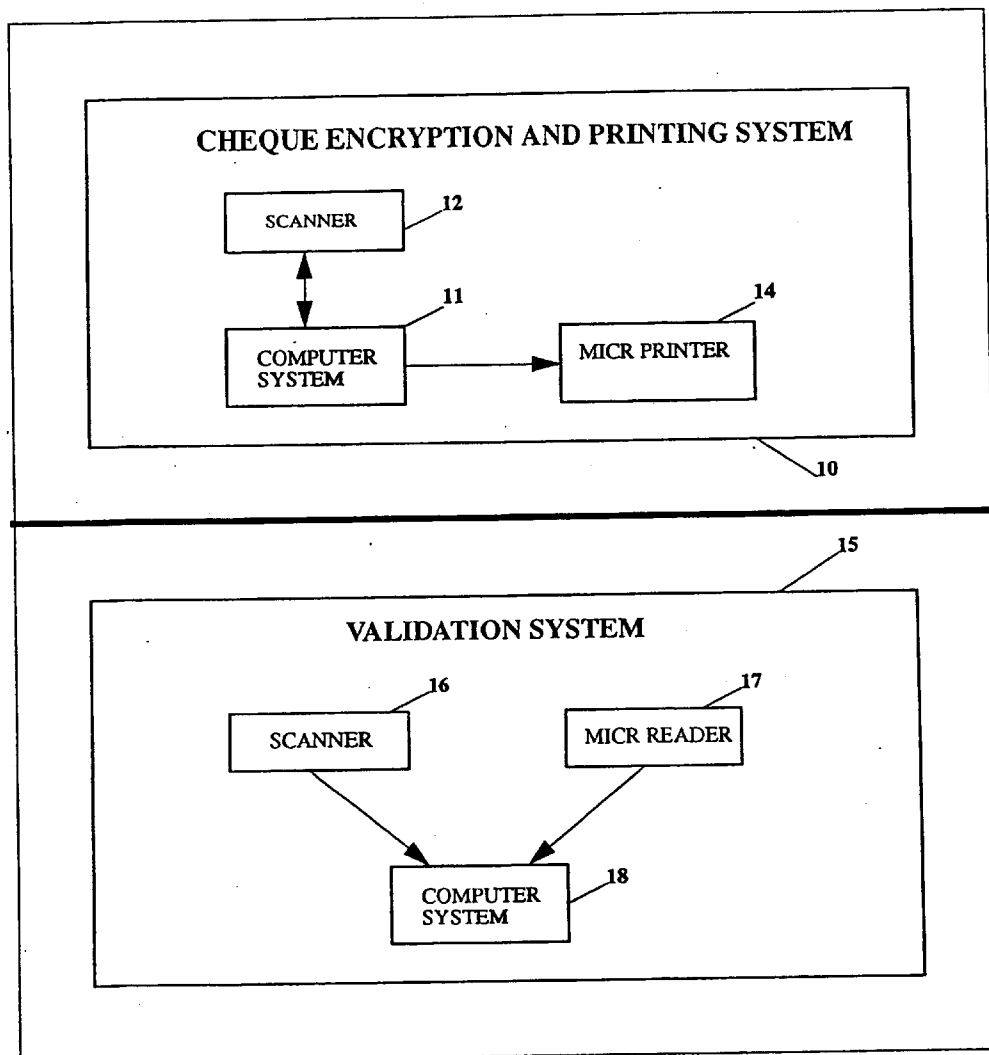 CHEQUE ENCRYPTION AND PRINTING SYSTEM
SCANNER
12
11
14
COMPUTER
SYSTEM
MICR PRINTER
10
15
VALIDATION SYSTEM
16
17
SCANNER
MICR READER
COMPUTER
SYSTEM
18